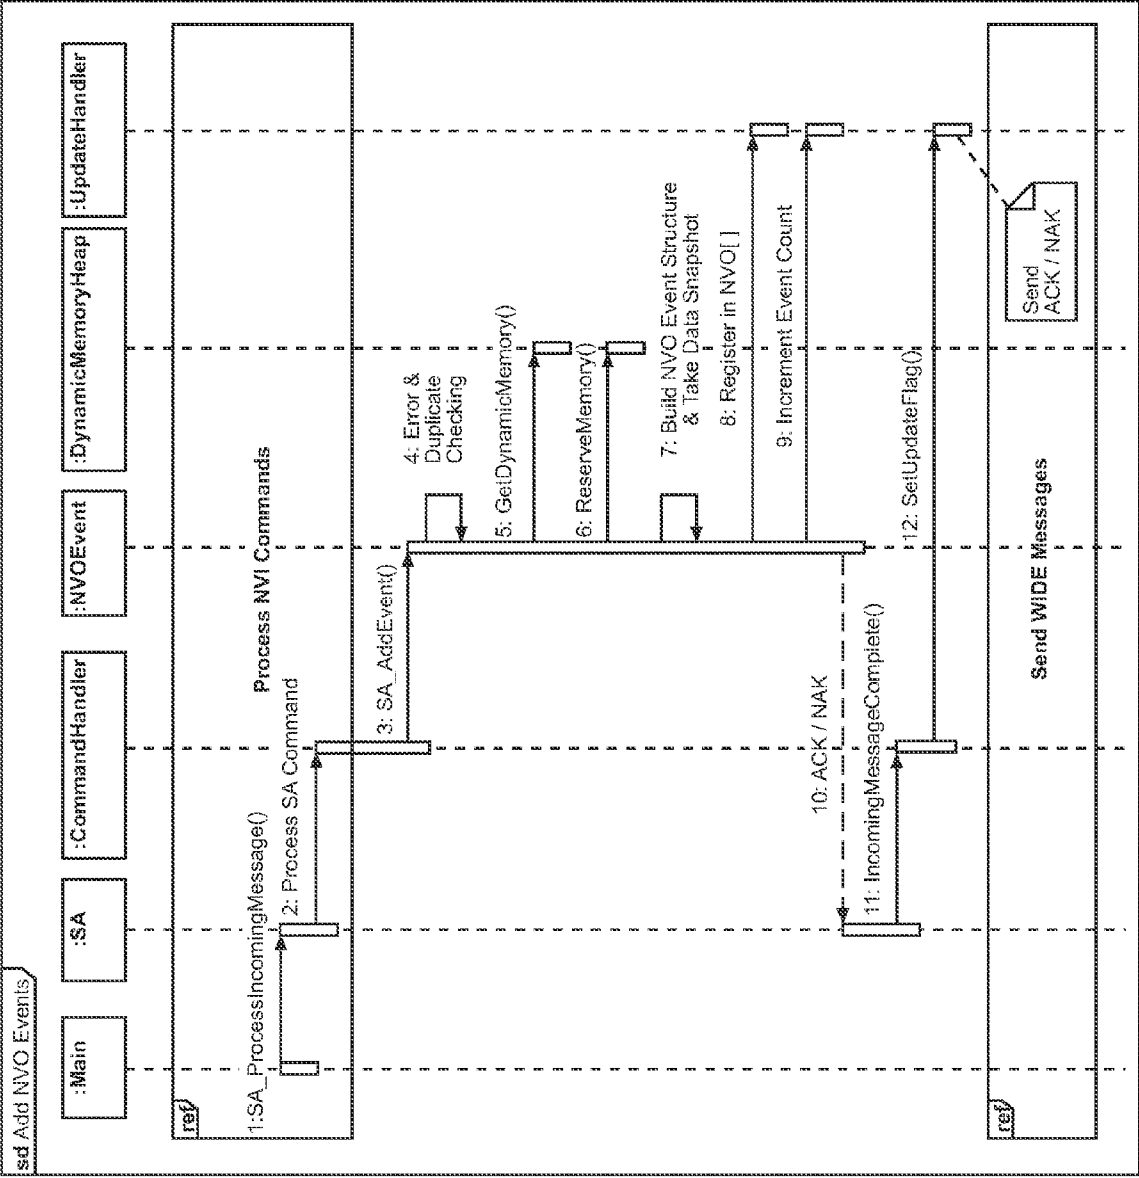 sd Add NVO Events
:Main
:SA
:CommandHandler
:NVOEvent
:DynamicMemoryHeap
:UpdateHandler
ref
Process NVI Commands
1:SA_ProcessIncomingMessage()
2: Process SA Command
3: SA_AddEvent()
4: Error &
Duplicate
Checking
5: GetDynamicMemory()
6: ReserveMemory()
7: Build NVO Event Structure
& Take Data Snapshot
8: Register in NVO[ ]
9: Increment Event Count
10: ACK / NAK
11: IncomingMessageComplete()
12: SetUpdateFlag()
ref
Send WIDE Messages
Send
ACK / NAK